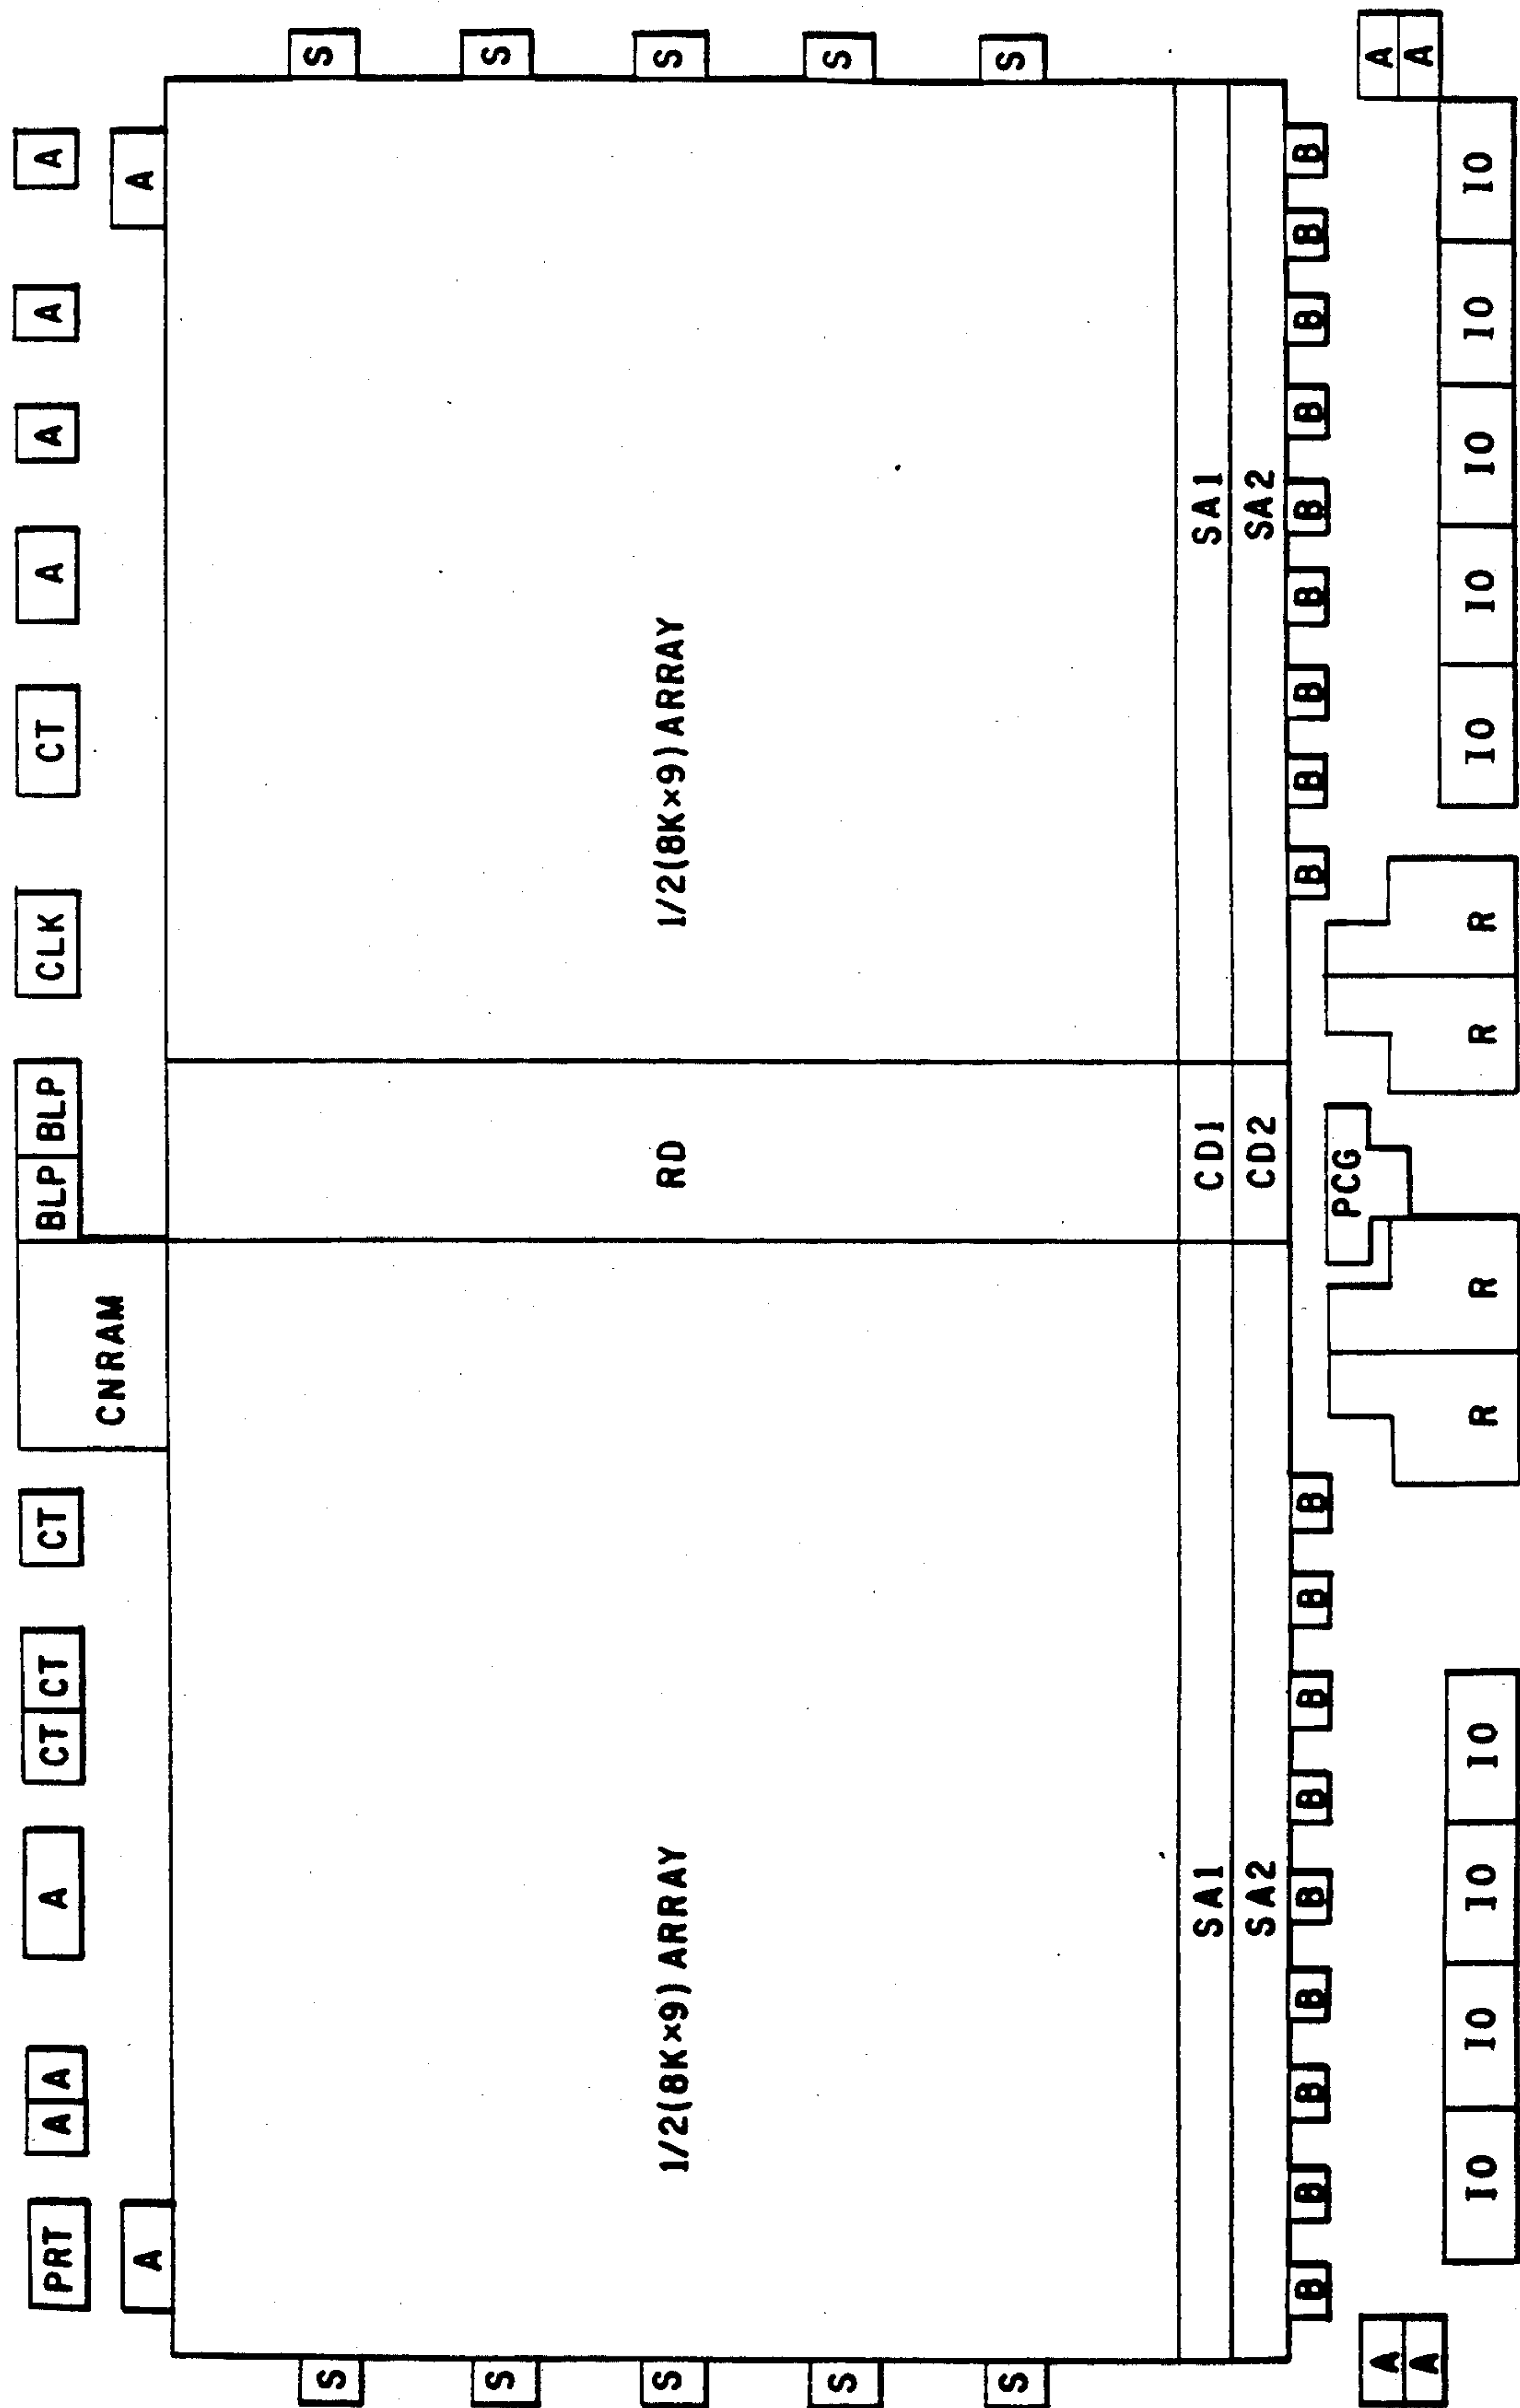 PRT A A A CT CT CT BLP BLP CLK CT A A A A
CNRAM
A A
S S
S S
S 1/2(8K×9)ARRAY RD 1/2(8K×9)ARRAY S
S S
S S
SA1 CD1 SA1
SA2 CD2 SA2
B B B B B B B B B B B B B B B B B B
PCG
A A
A A
IO IO IO IO R R R R IO IO IO IO IO